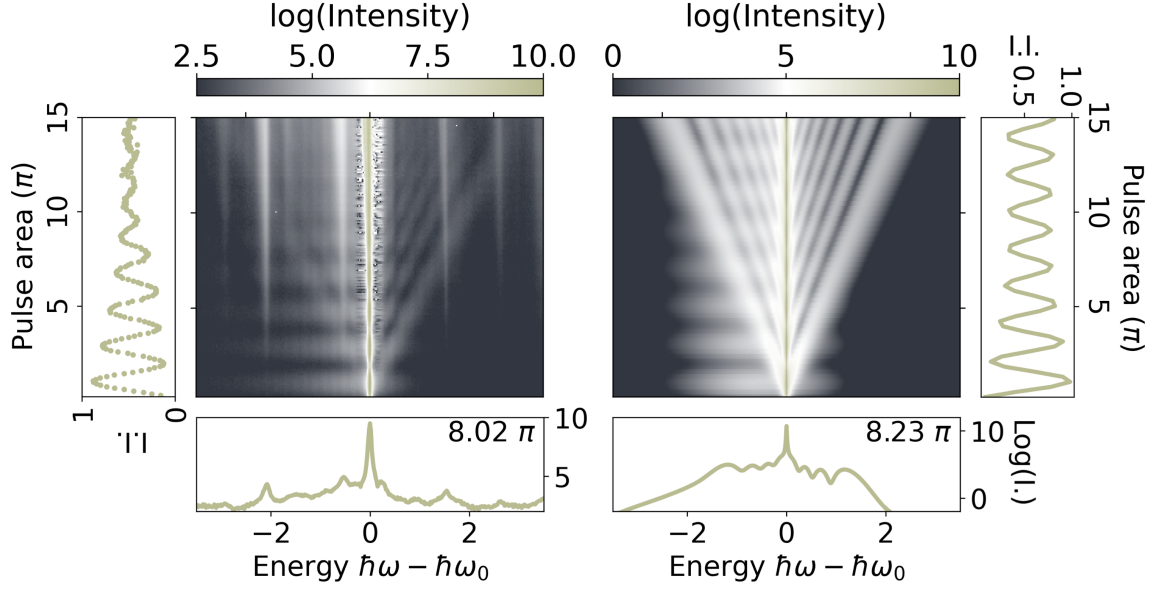 log(Intensity)
log(Intensity)
2.5 5.0 7.5 10.0
0 5 10
I.I.
0.5 1.0
Pulse area (π)
5 10 15
5 10 15
Pulse area (π)
1 0
I.I.
8.02 π
10
5
8.23 π
10
0
Log(I.)
−2 0 2
−2 0 2
Energy ħω − ħω₀
Energy ħω − ħω₀